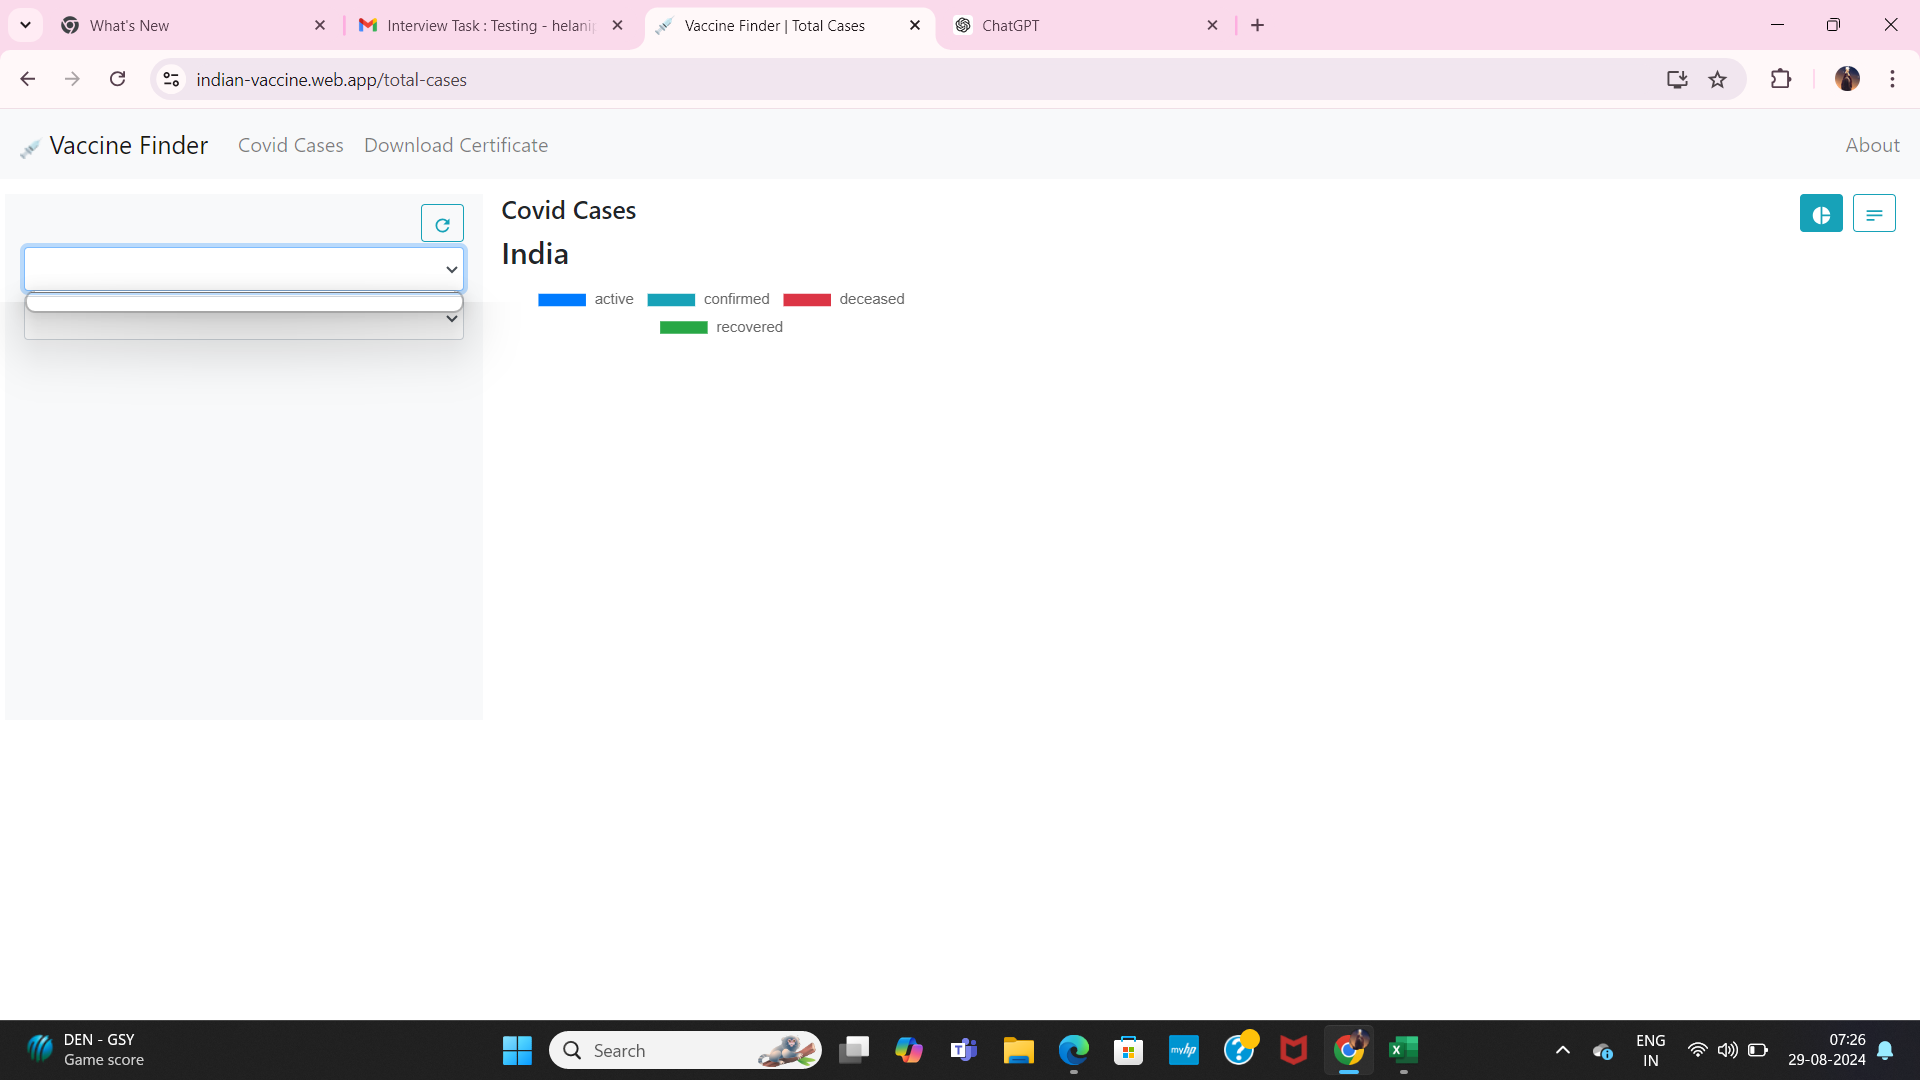 What's New
Interview Task : Testing - helanip
Vaccine Finder | Total Cases
ChatGPT
indian-vaccine.web.app/total-cases
Vaccine Finder
Covid Cases
Download Certificate
About
Covid Cases
India
active
confirmed
deceased
recovered
DEN - GSY
Game score
Search
T
myhp
?
X
ENG
IN
07:26
29-08-2024